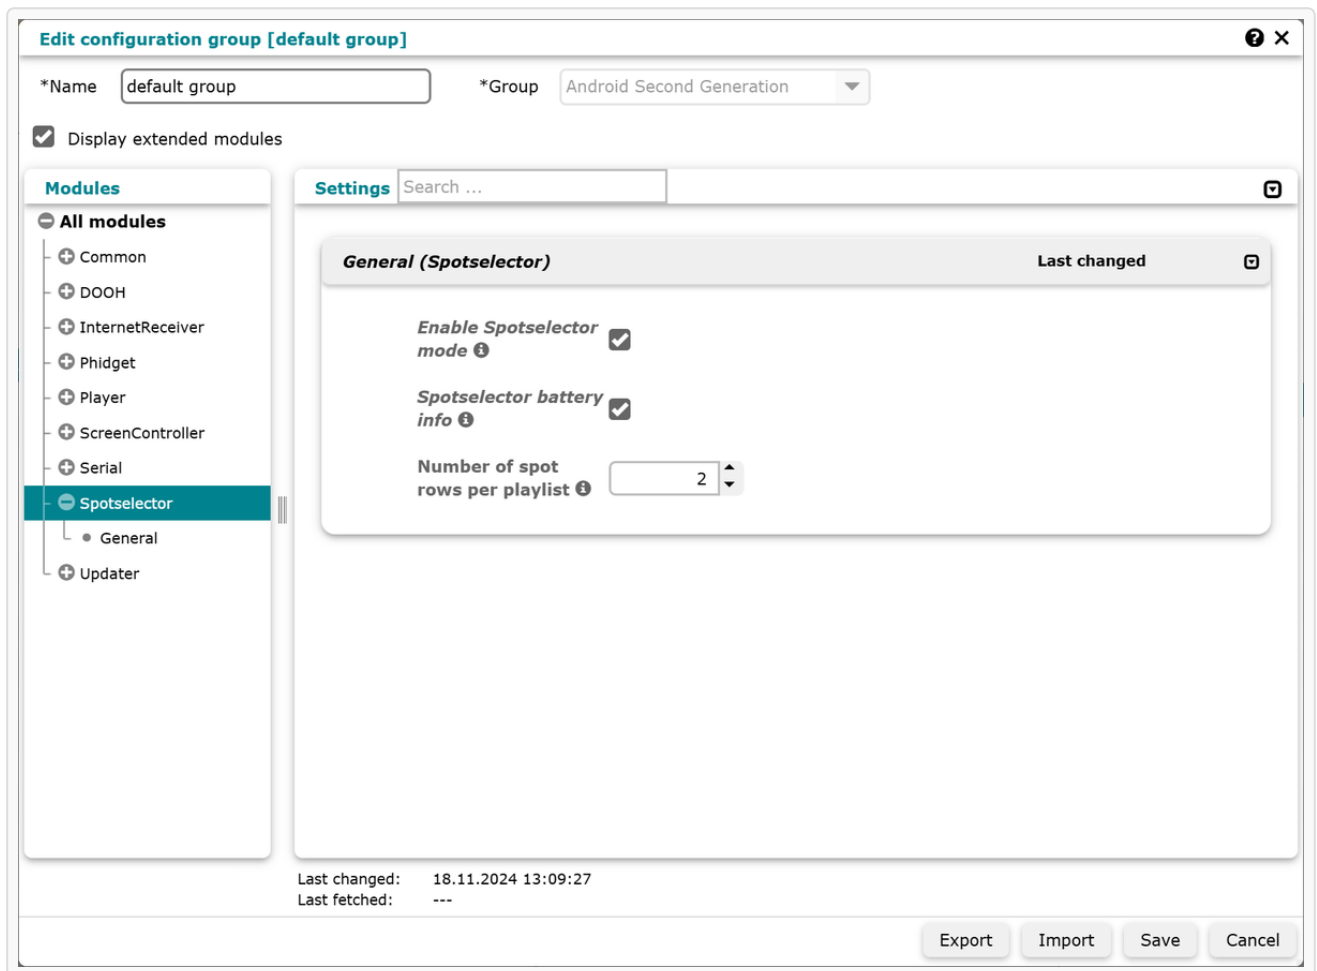 Edit configuration group [default group]
*Name default group *Group Android Second Generation
Display extended modules
Modules
All modules
Common
DOOH
InternetReceiver
Phidget
Player
ScreenController
Serial
Spotselector
General
Updater
Settings Search ...
General (Spotselector) Last changed
Enable Spotselector
mode
Spotselector battery
info
Number of spot
rows per playlist 2
Last changed: 18.11.2024 13:09:27
Last fetched: ---
Export Import Save Cancel